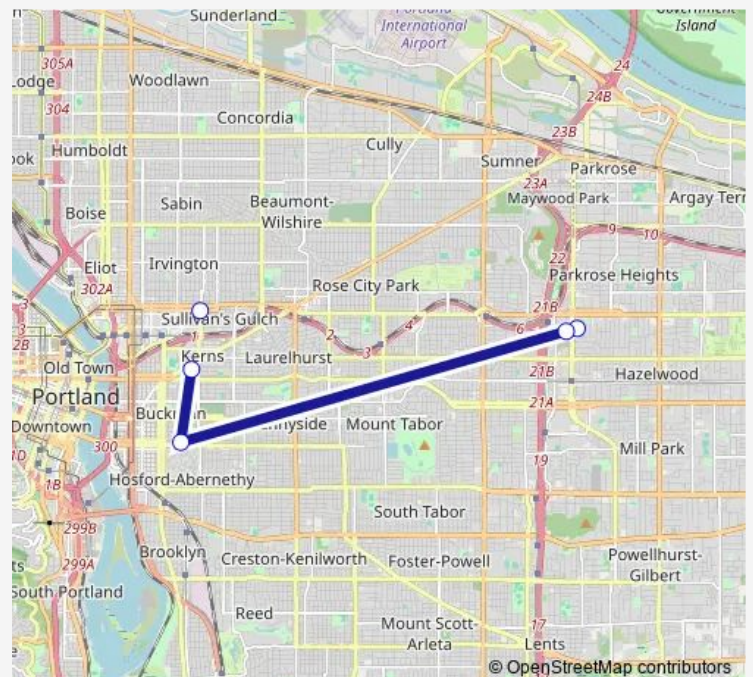 Sunderland
Portland
International
Airport
Government
Island
305A
Woodlawn
24
Lodge
24B
304
Concordia
23B
Cully
ook
Humboldt
Sumner
Parkrose
23A
Sabin
Beaumont-
Wilshire
Maywood Park
Argay Terr
Boise
9
10
Eliot
Irvington
22
302A
Rose City Park
Parkrose Heights
3
21B
Sullivan's Gulch
3
2B
1
2
4
6
Kerns
Laurelhurst
3
Old Town
21B
Hazelwood
Portland
21A
Buckman
Downtown
nnyside
Mount Tabor
300
Mill Park
1D
19
Hosford-Abernethy
1B
South Tabor
299B
Brooklyn
Creston-Kenilworth
Foster-Powell
Powellhurst-
Gilbert
ts
299A
South Portland
Reed
Mount Scott-
Arleta
17
Lents
e
© OpenStreetMap contributors